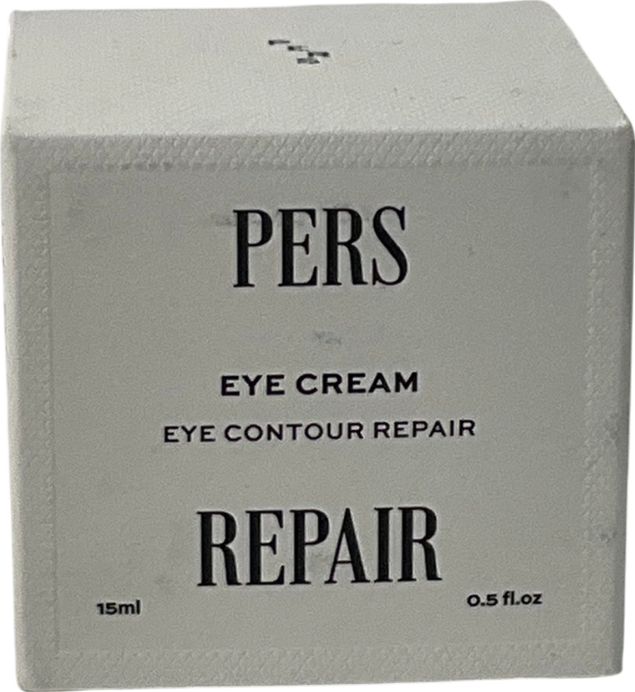 PERS
EYE CREAM
EYE CONTOUR REPAIR
REPAIR
15ml
0.5 fl.oz